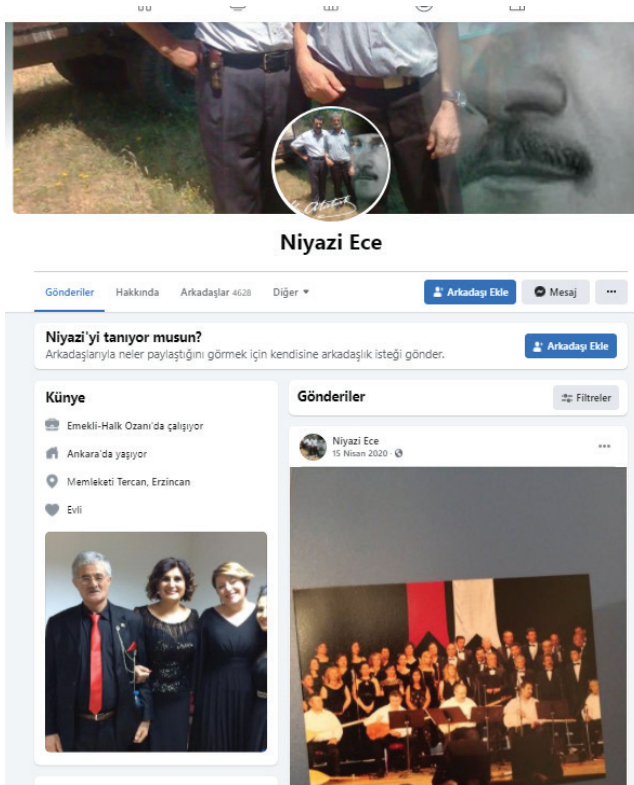 Niyazi Ece
Gönderiler Hakkında Arkadaşlar 4628 Diğer
Arkadaşı Ekle Mesaj
Niyazi'yi tanıyor musun?
Arkadaşlarıyla neler paylaştığını görmek için kendisine arkadaşlık isteği gönder.
Arkadaşı Ekle
Künye
Emekli-Halk Ozanı'da çalışıyor
Ankara'da yaşıyor
Memleketi Tercan, Erzincan
Evli
Gönderiler
Filtreler
Niyazi Ece
15 Nisan 2020 ·